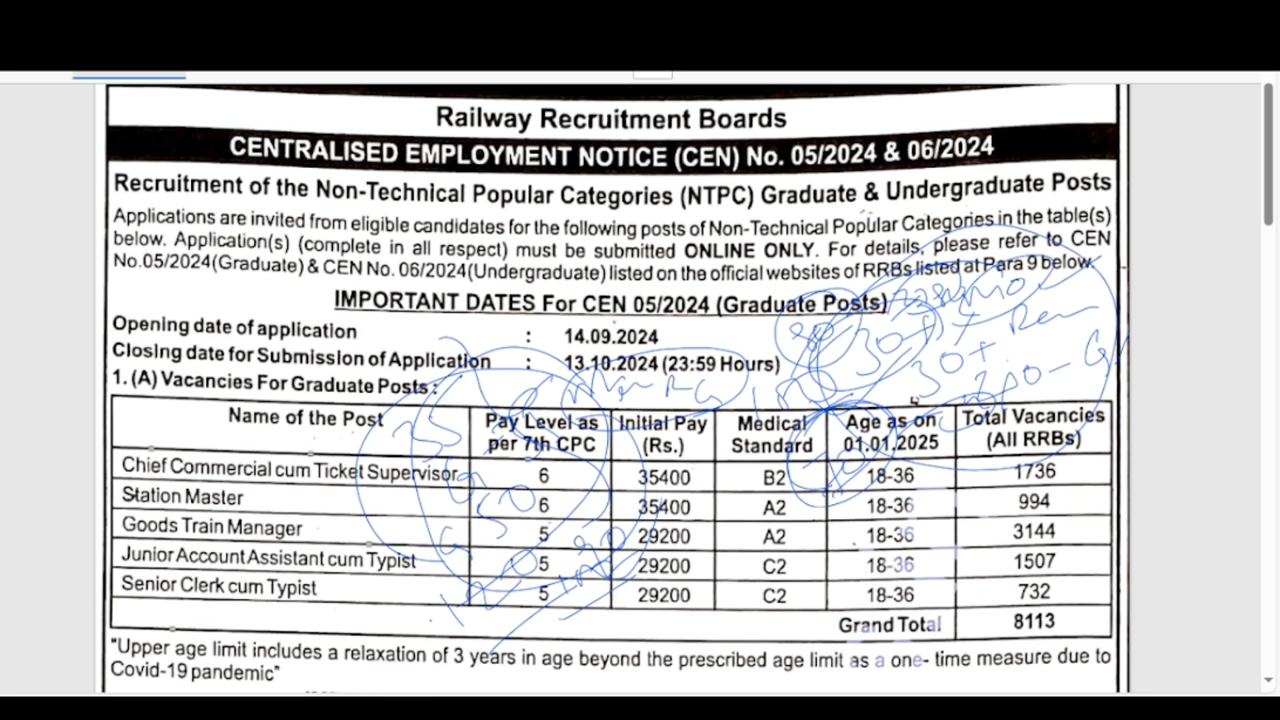 Railway Recruitment Boards
CENTRALISED EMPLOYMENT NOTICE (CEN) No. 05/2024 & 06/2024
Recruitment of the Non-Technical Popular Categories (NTPC) Graduate & Undergraduate Posts
Applications are invited from eligible candidates for the following posts of Non-Technical Popular Categories in the table(s)
below. Application(s) (complete in all respect) must be submitted ONLINE ONLY. For details, please refer to CEN
No.05/2024(Graduate) & CEN No. 06/2024(Undergraduate) listed on the official websites of RRBs listed at Para 9 below.
IMPORTANT DATES For CEN 05/2024 (Graduate Posts)
Opening date of application : 14.09.2024
Closing date for Submission of Application : 13.10.2024 (23:59 Hours)
1. (A) Vacancies For Graduate Posts :
Name of the Post Pay Level as per 7th CPC Initial Pay (Rs.) Medical Standard Age as on 01.01.2025 Total Vacancies (All RRBs)
Chief Commercial cum Ticket Supervisor 6 35400 B2 18-36 1736
Station Master 6 35400 A2 18-36 994
Goods Train Manager 5 29200 A2 18-36 3144
Junior Account Assistant cum Typist 5 29200 C2 18-36 1507
Senior Clerk cum Typist 5 29200 C2 18-36 732
Grand Total 8113
"Upper age limit includes a relaxation of 3 years in age beyond the prescribed age limit as a one- time measure due to
Covid-19 pandemic"
35
50
30+
30+